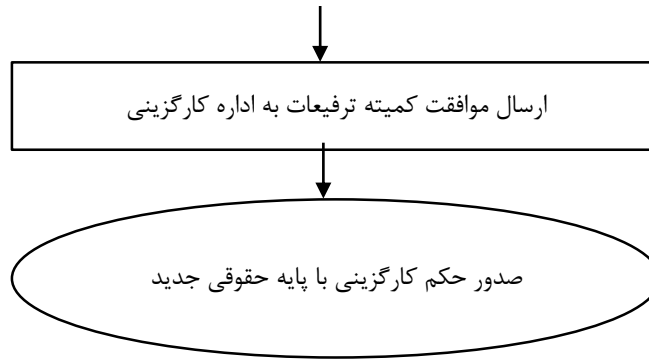 ارسال موافقت کمیته ترفیعات به اداره کارگزینی
صدور حکم کارگزینی با پایه حقوقی جدید